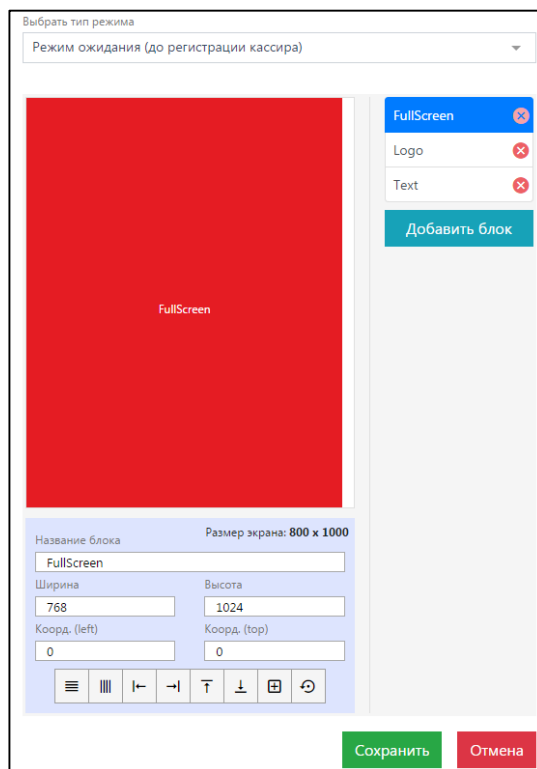 Выбрать тип режима
Режим ожидания (до регистрации кассира)
FullScreen
Logo
Text
Добавить блок
FullScreen
Размер экрана: 800 x 1000
Название блока
FullScreen
Ширина Высота
768 1024
Коорд. (left) Коорд. (top)
0 0
Сохранить Отмена